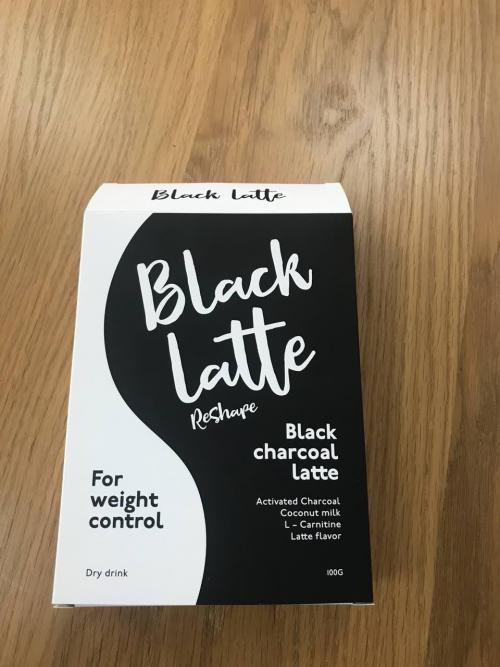 Black latte
Black
latte
ReShape
Black
charcoal
latte
For
weight
control
Activated Charcoal
Coconut milk
L - Carnitine
Latte flavor
Dry drink
100G